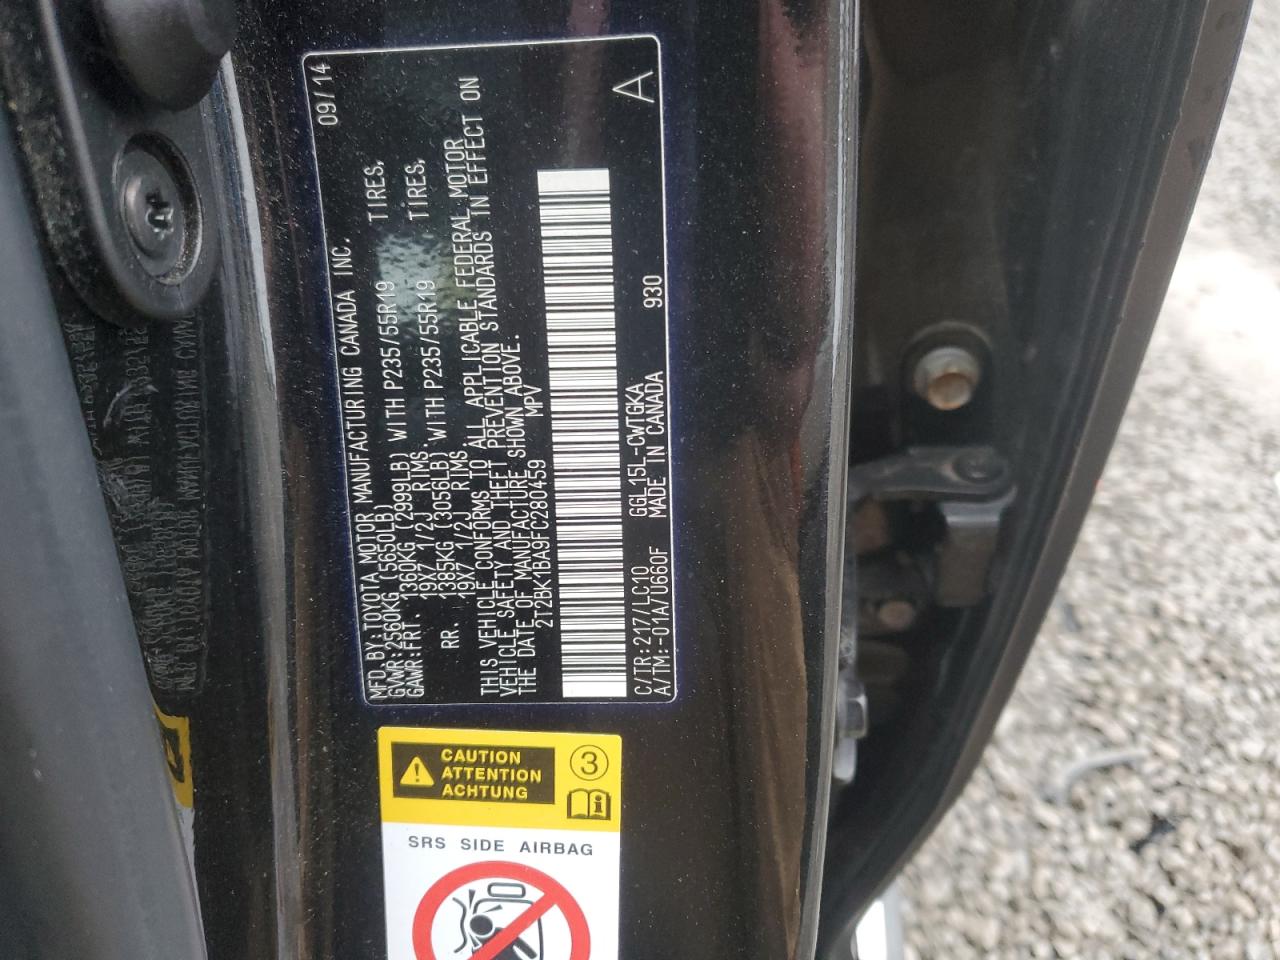 MFD.BY:TOYOTA MOTOR MANUFACTURING CANADA INC. 09/14
GVWR:2560KG (5650LB)
GAWR:FRT. 1360KG (2999LB) WITH P235/55R19 TIRES,
19X7 1/2J RIMS,
RR. 1385KG (3056LB) WITH P235/55R19 TIRES,
19X7 1/2J RIMS
THIS VEHICLE CONFORMS TO ALL APPLICABLE FEDERAL MOTOR
VEHICLE SAFETY AND THEFT PREVENTION STANDARDS IN EFFECT ON
THE DATE OF MANUFACTURE SHOWN ABOVE.
2T2BK1BA9FC280459 MPV
C/TR:217/LC10 GGL15L-CWTGKA
A/TM:-01A/U660F MADE IN CANADA 930
A
CAUTION
ATTENTION
ACHTUNG
3
i
SRS SIDE AIRBAG